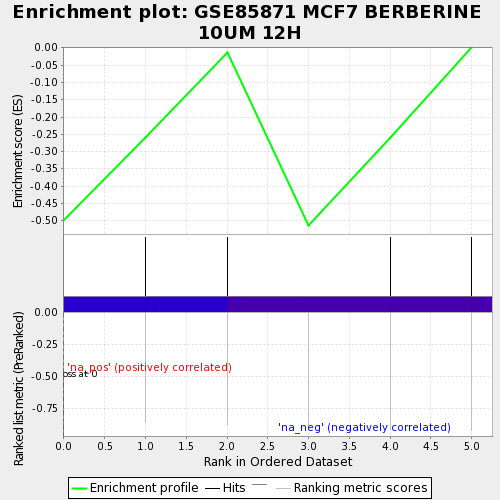 Enrichment plot: GSE85871 MCF7 BERBERINE
10UM 12H
Enrichment score (ES)
0.00
-0.05
-0.10
-0.15
-0.20
-0.25
-0.30
-0.35
-0.40
-0.45
-0.50
Ranked list metric (PreRanked)
0.00
-0.25
-0.50
-0.75
'na_pos' (positively correlated)
oss at 0
'na_neg' (negatively correlated)
0.0 0.5 1.0 1.5 2.0 2.5 3.0 3.5 4.0 4.5 5.0
Rank in Ordered Dataset
Enrichment profile Hits Ranking metric scores